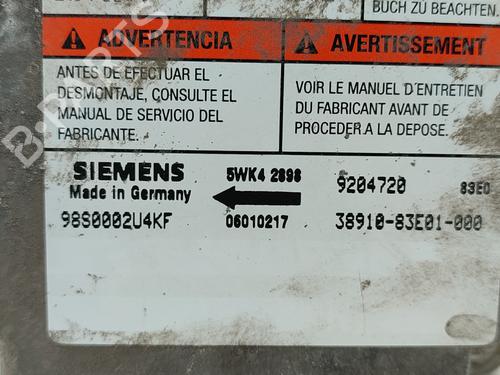 BUCH ZU BEACHTEN.
ADVERTENCIA
ANTES DE EFECTUAR EL
DESMONTAJE, CONSULTE EL
MANUAL DE SERVICIO DEL
FABRICANTE.
AVERTISSEMENT
VOIR LE MANUEL D'ENTRETIEN
DU FABRICANT AVANT DE
PROCEDER A LA DEPOSE.
SIEMENS
Made in Germany
98S0002U4KF
5WK4 2898
06010217
9204720
83E0
38910-83E01-000
B-PARTS